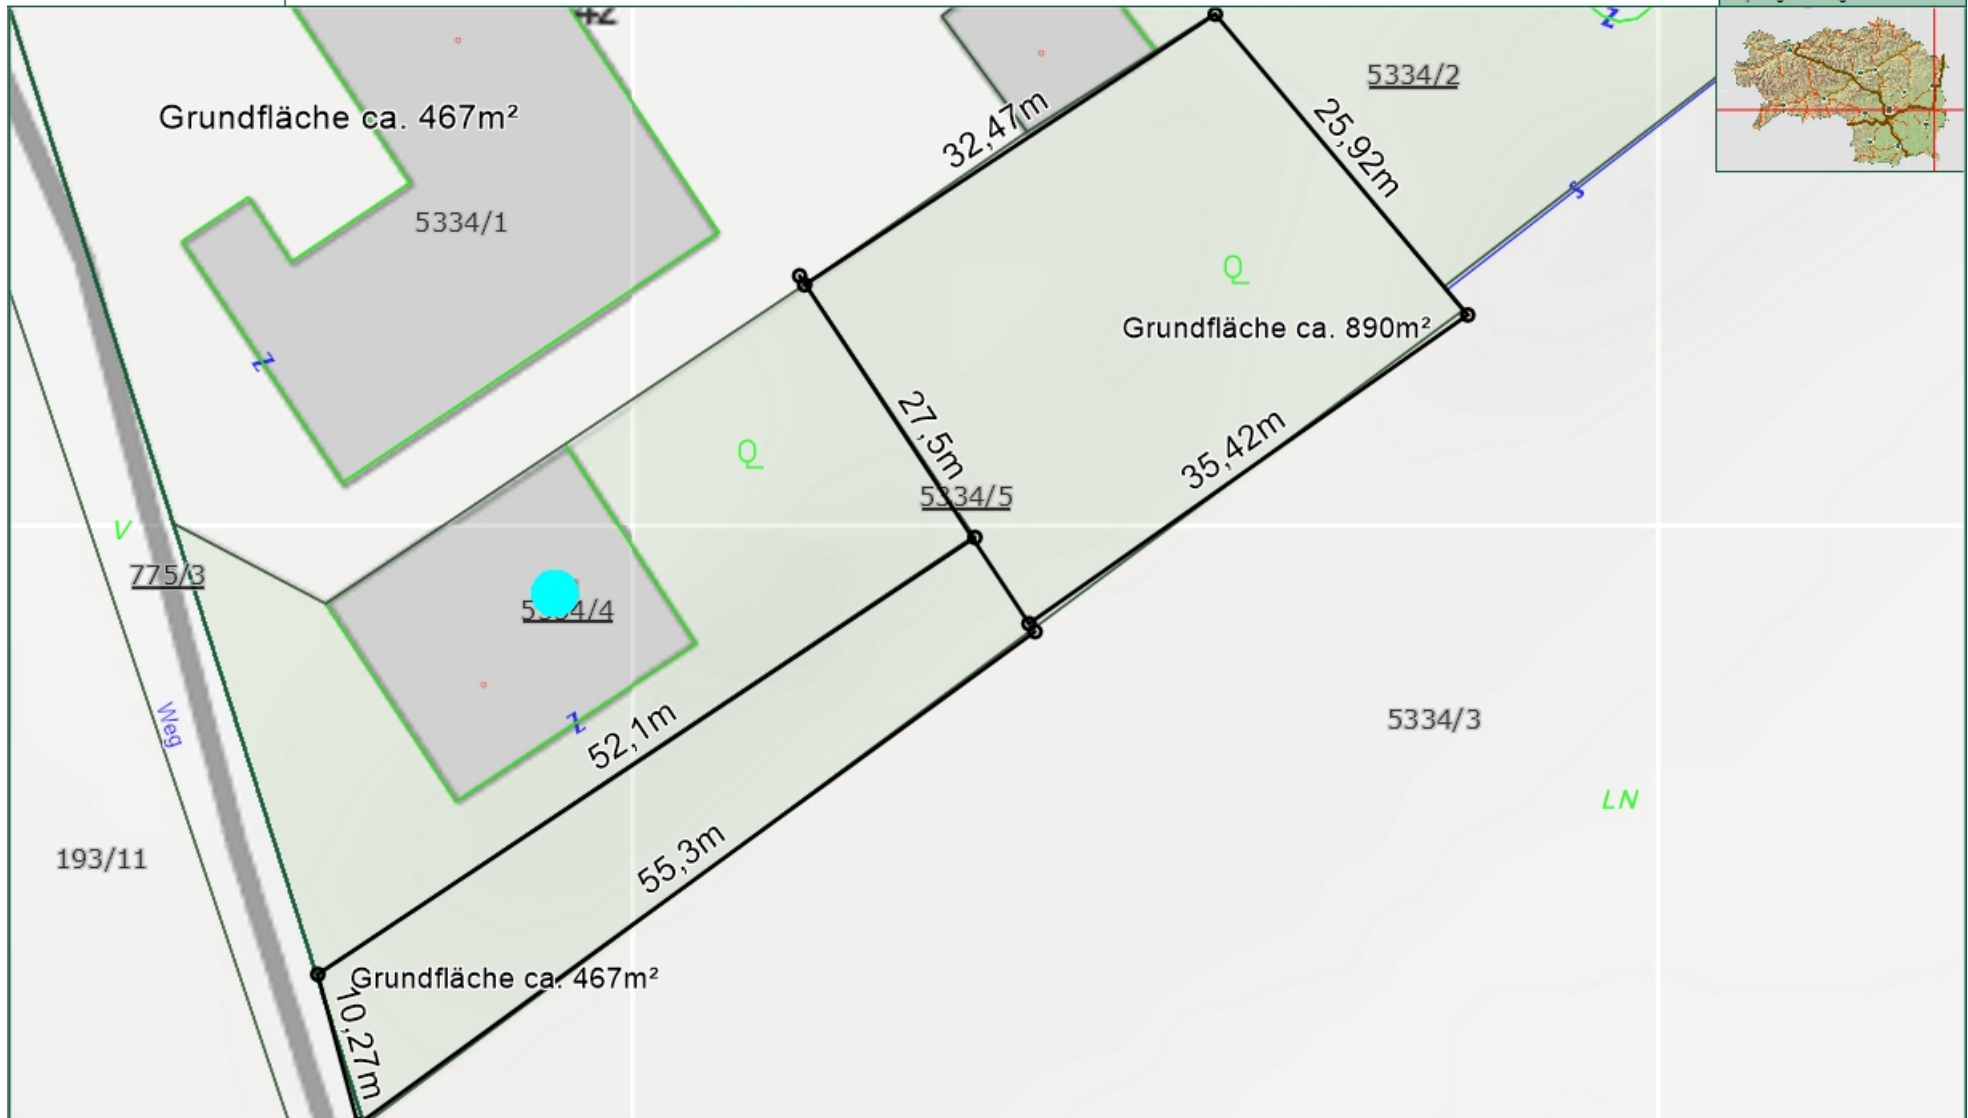 42
5334/2
Grundfläche ca. 467m²
32,47m
25,92m
S
5334/1
Q
Grundfläche ca. 890m²
Z
27,5m
35,42m
Q
5334/5
V
775/3
Weg
Z
52,1m
5334/3
LN
55,3m
193/11
Grundfläche ca. 467m²
10,27m
Z